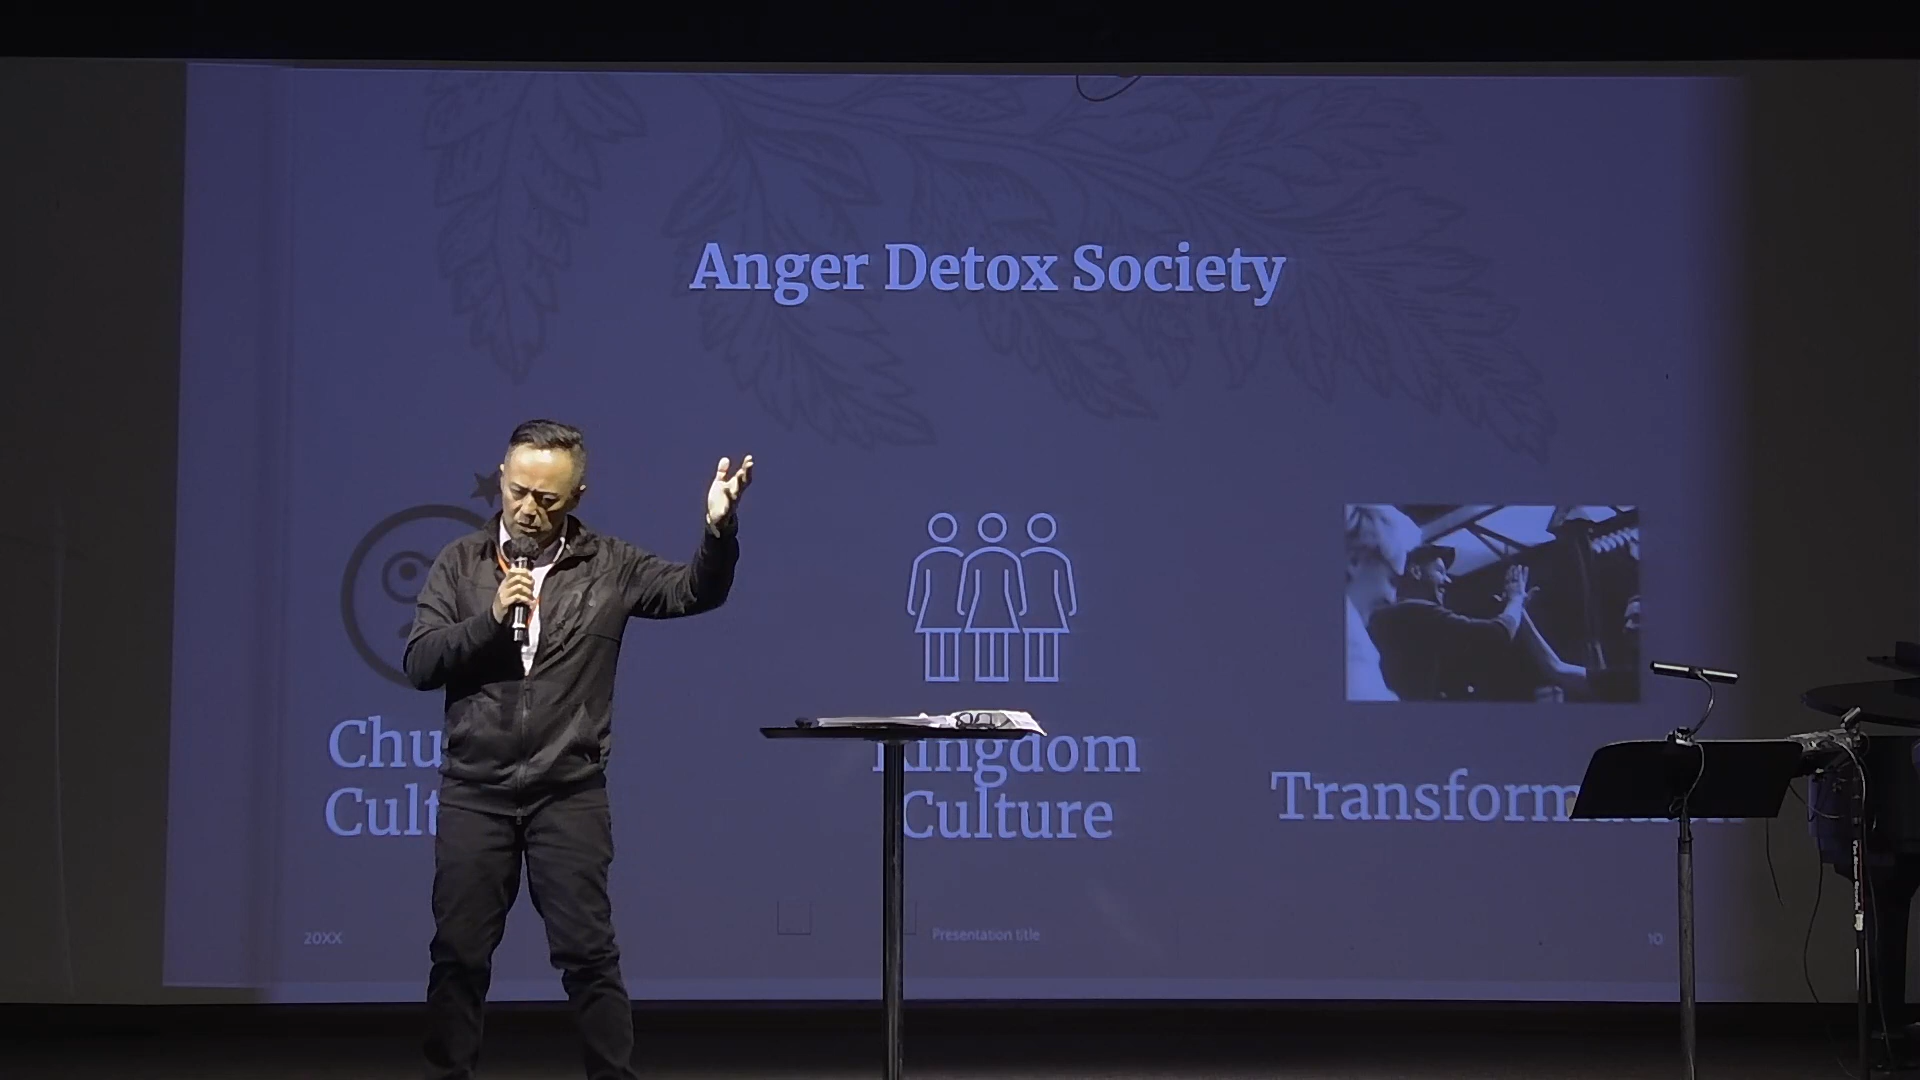 Anger Detox Society
Kingdom
Culture
20XX
Presentation title
10